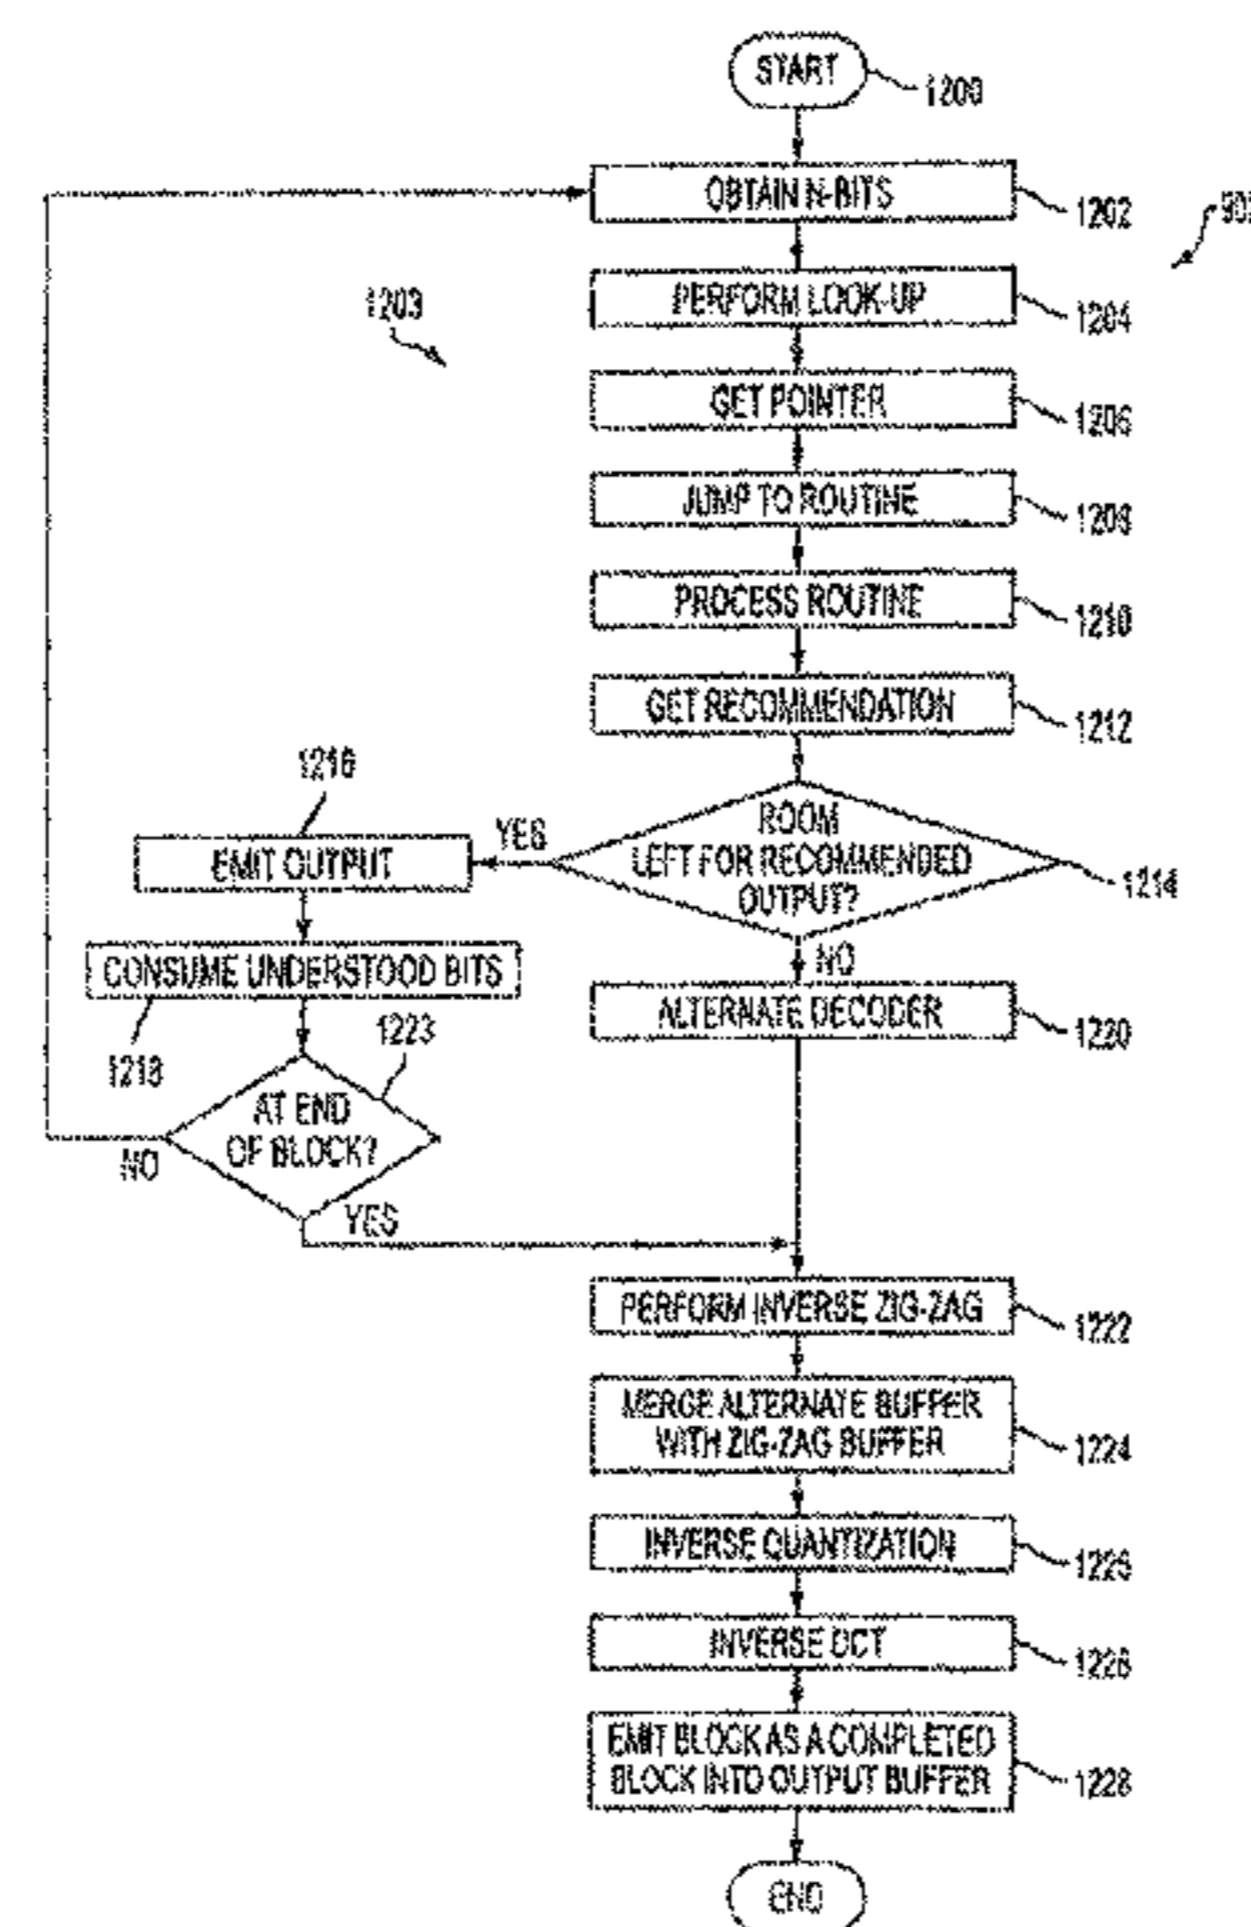 START
1200
OBTAIN N-BITS
1202
PERFORM LOOK-UP
1204
1203
GET POINTER
1206
JUMP TO ROUTINE
PROCESS ROUTINE
1210
GET RECOMMENDATION
1212
ROOM
LEFT FOR RECOMMENDED
OUTPUT?
1214
YES
1216
EMIT OUTPUT
CONSUME UNDERSTOOD BITS
1218
NO
ALTERNATE DECODER
1220
1223
AT END
OF BLOCK?
NO
YES
PERFORM INVERSE ZIG-ZAG
1222
MERGE ALTERNATE BUFFER
WITH ZIG-ZAG BUFFER
1224
INVERSE QUANTIZATION
INVERSE DCT
EMIT BLOCK AS A COMPLETED
BLOCK INTO OUTPUT BUFFER
1228
END